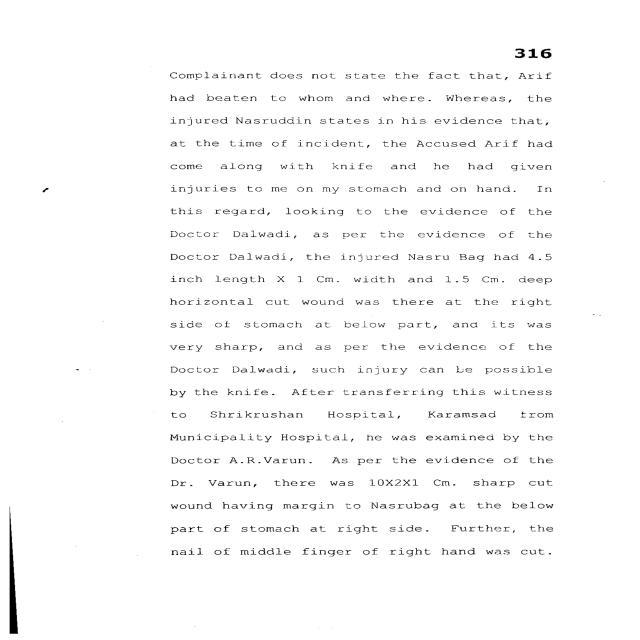 316
Complainant does not state the fact that, Arif
had beaten to whom and where. Whereas, the
injured Nasruddin states in his evidence that,
at the time of incident, the Accused Arif had
come along with knife and he had given
injuries to me on my stomach and on hand. In
this regard, looking to the evidence of the
Doctor Dalwadi, as per the evidence of the
Doctor Dalwadi, the injured Nasru Bag had 4.5
inch length X 1 Cm. width and 1.5 Cm. deep
horizontal cut wound was there at the right
side of stomach at below part, and its was
very sharp, and as per the evidence of the
Doctor Dalwadi, such injury can be possible
by the knife. After transferring this witness
to Shrikrushan Hospital, Karamsad from
Municipality Hospital, he was examined by the
Doctor A.R.Varun. As per the evidence of the
Dr. Varun, there was 10X2X1 Cm. sharp cut
wound having margin to Nasrubag at the below
part of stomach at right side. Further, the
nail of middle finger of right hand was cut.